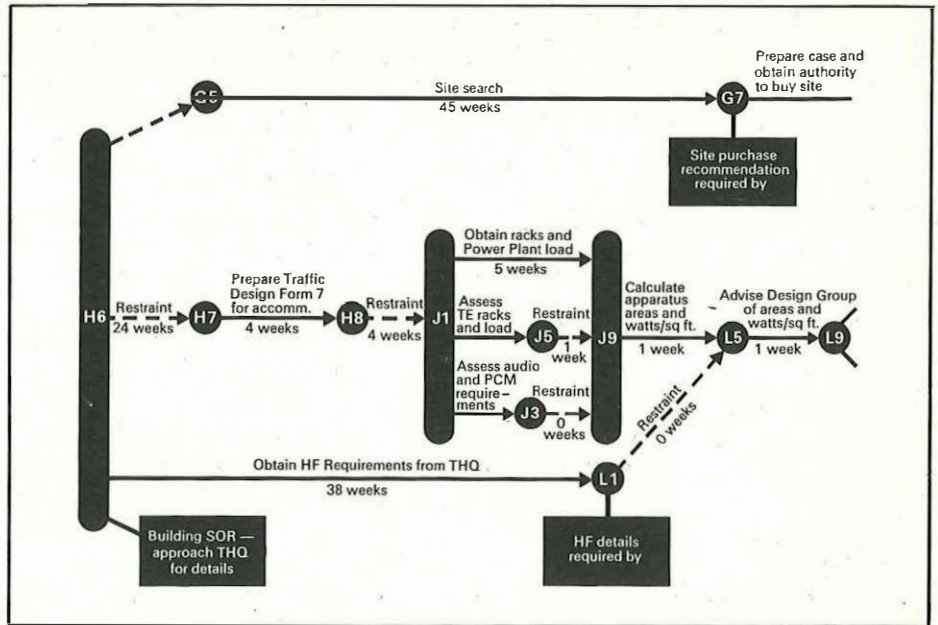 Prepare case and
obtain authority
to buy site
G5
Site search
45 weeks
G7
Site purchase
recommendation
required by
H6
Restraint
24 weeks
H7
Prepare Traffic
Design Form 7
for accomm.
4 weeks
H8
Restraint
4 weeks
J1
Obtain racks and
Power Plant load
5 weeks
Assess
TE racks
and load
J5
Restraint
1
week
Assess audio
and PCM
require–
ments
J3
Restraint
0
weeks
J9
Calculate
apparatus
areas and
watts/sq ft.
1 week
L5
Advise Design Group
of areas and
watts/sq ft.
1 week
L9
Restraint
0 weeks
Obtain HF Requirements from THQ
38 weeks
L1
Building SOR —
approach THQ
for details
HF details
required by